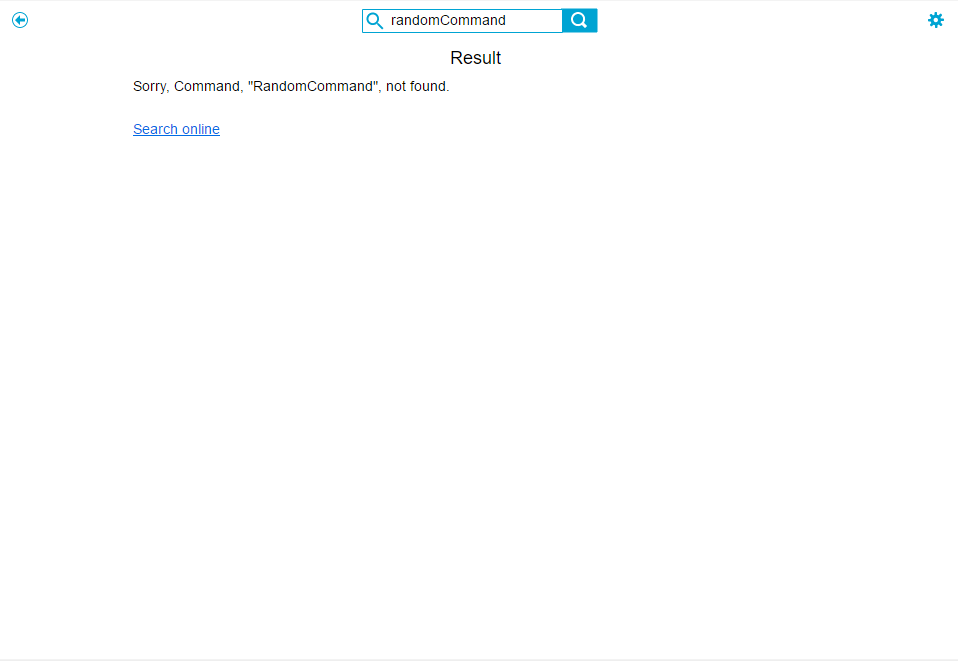 randomCommand
Result
Sorry, Command, "RandomCommand", not found.
Search online